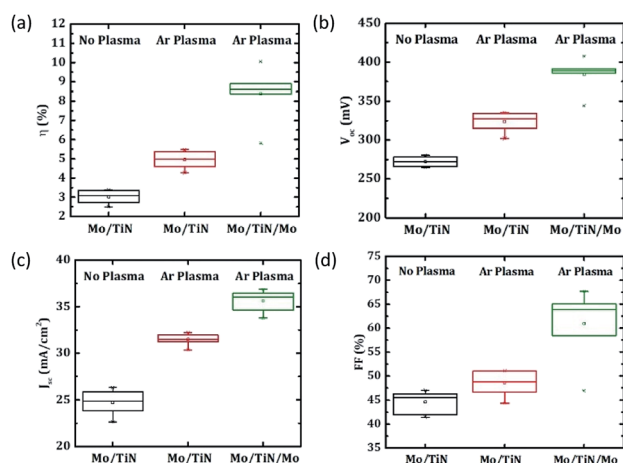 (a)
No Plasma Ar Plasma Ar Plasma
η (%)
10
9
8
7
6
5
4
3
2
Mo/TiN Mo/TiN Mo/TiN/Mo
(b)
No Plasma Ar Plasma Ar Plasma
Voc (mV)
450
400
350
300
250
200
Mo/TiN Mo/TiN Mo/TiN/Mo
(c)
No Plasma Ar Plasma Ar Plasma
Jsc (mA/cm²)
40
35
30
25
20
Mo/TiN Mo/TiN Mo/TiN/Mo
(d)
No Plasma Ar Plasma Ar Plasma
FF (%)
75
70
65
60
55
50
45
40
35
Mo/TiN Mo/TiN Mo/TiN/Mo